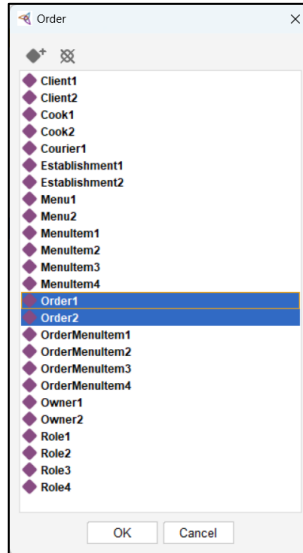 Order
Client1
Client2
Cook1
Cook2
Courier1
Establishment1
Establishment2
Menu1
Menu2
MenuItem1
MenuItem2
MenuItem3
MenuItem4
Order1
Order2
OrderMenuItem1
OrderMenuItem2
OrderMenuItem3
OrderMenuItem4
Owner1
Owner2
Role1
Role2
Role3
Role4
OK Cancel